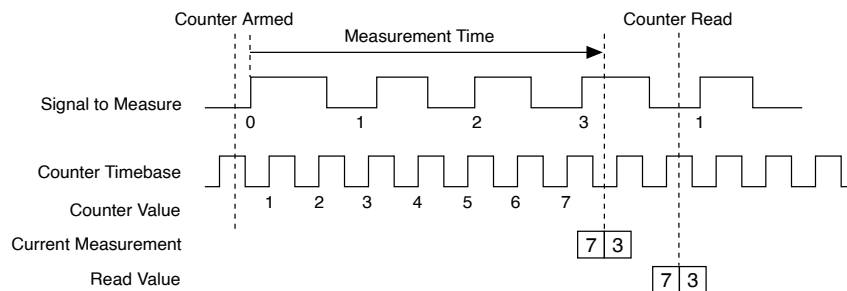 Counter Armed
Counter Read
Measurement Time
Signal to Measure
0 1 2 3 1
Counter Timebase
1 2 3 4 5 6 7
Counter Value
Current Measurement
7 3
Read Value
7 3